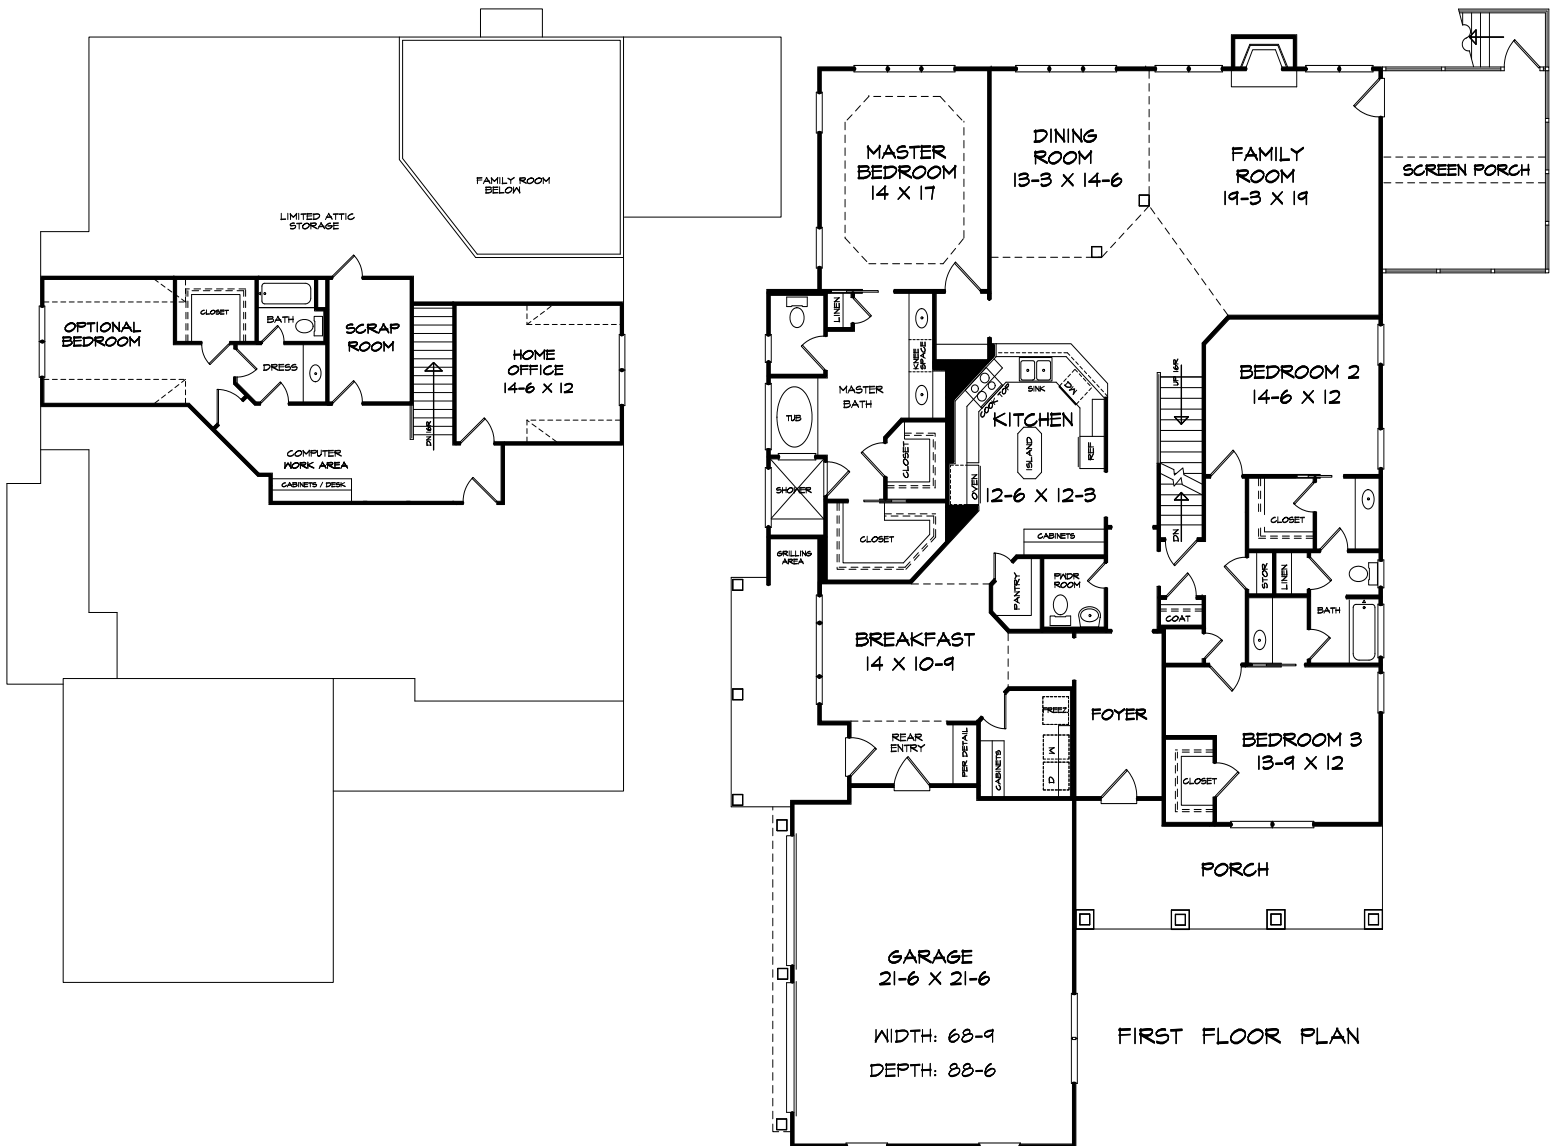 FAMILY ROOM
BELOW
LIMITED ATTIC
STORAGE
OPTIONAL
BEDROOM
CLOSET
BATH
DRESS
SCRAP
ROOM
DN 16R
HOME
OFFICE
14-6 X 12
COMPUTER
WORK AREA
CABINETS / DESK
MASTER
BEDROOM
14 X 17
DINING
ROOM
13-3 X 14-6
FAMILY
ROOM
19-3 X 19
SCREEN PORCH
LINEN
KNEE
SPACE
MASTER
BATH
TUB
SHOWER
CLOSET
CLOSET
GRILLING
AREA
COOK TOP
SINK
DW
KITCHEN
ISLAND
REF
OVEN
12-6 X 12-3
CABINETS
PANTRY
PWDR
ROOM
UP 16R
DN
BEDROOM 2
14-6 X 12
CLOSET
STOR
LINEN
BATH
COAT
BREAKFAST
14 X 10-9
REAR
ENTRY
PER DETAIL
CABINETS
FREEZ
W
D
FOYER
BEDROOM 3
13-9 X 12
CLOSET
PORCH
GARAGE
21-6 X 21-6
WIDTH: 68-9
DEPTH: 88-6
FIRST FLOOR PLAN